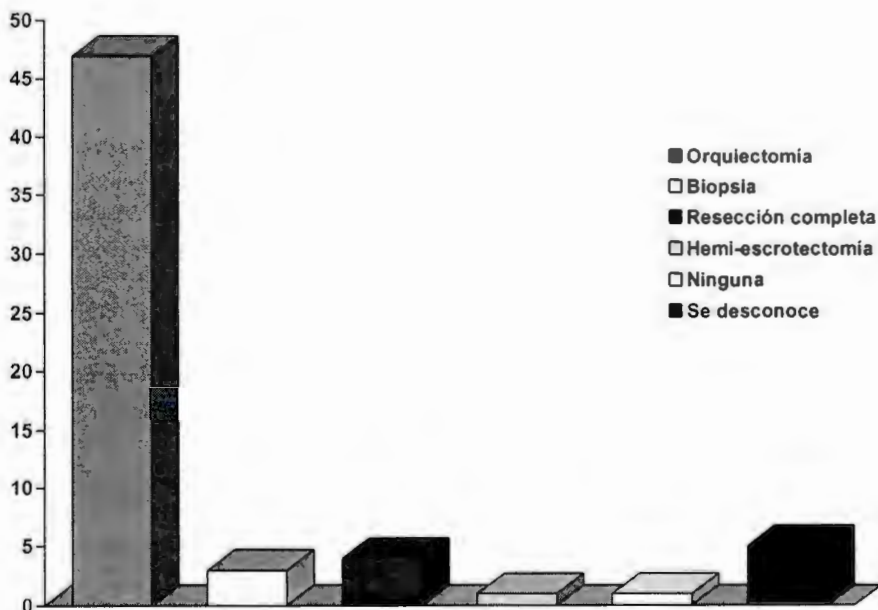 50
45
40
35
30
25
20
15
10
5
0
Orquiectomía
Biopsia
Resección completa
Hemi-escrotectomía
Ninguna
Se desconoce